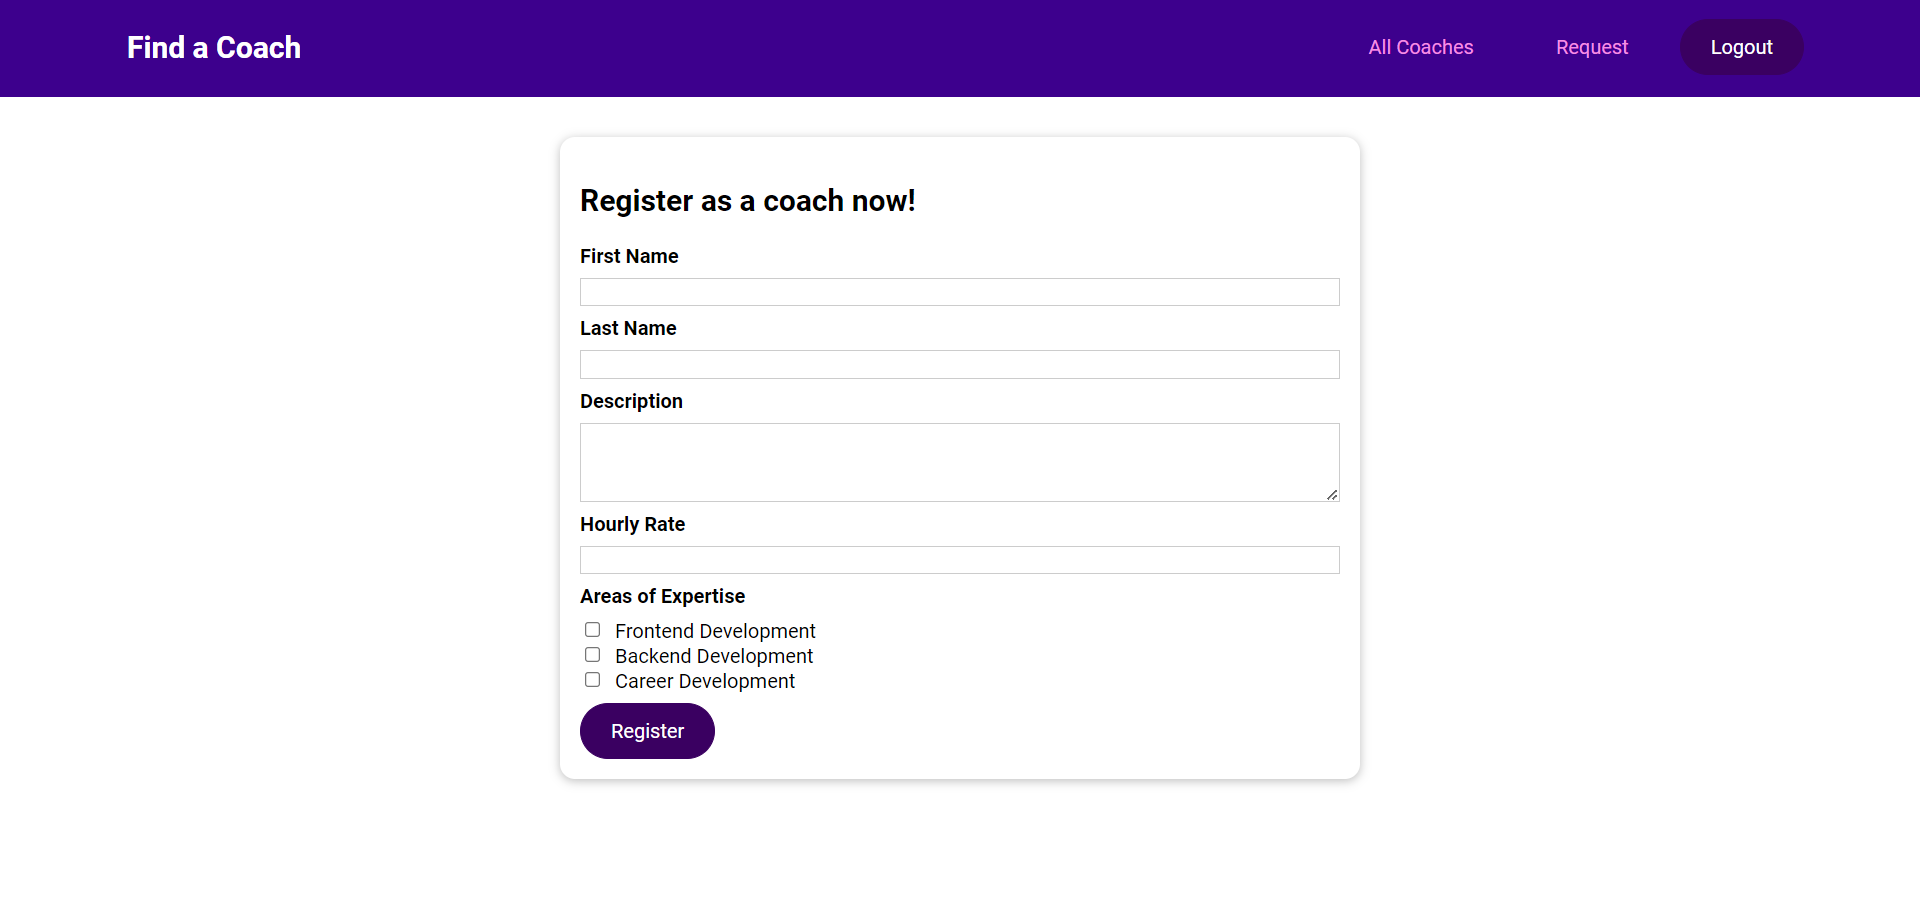 Find a Coach
All Coaches
Request
Logout
Register as a coach now!
First Name
Last Name
Description
Hourly Rate
Areas of Expertise
Frontend Development
Backend Development
Career Development
Register